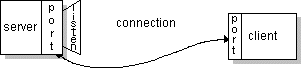 server
port
listen
connection
port
client